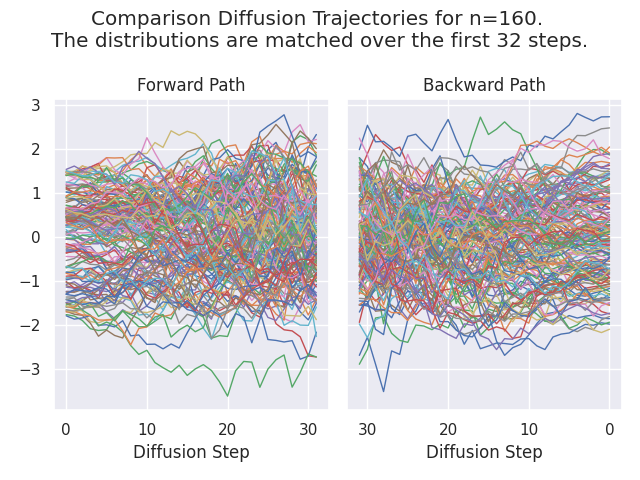 Comparison Diffusion Trajectories for n=160.
The distributions are matched over the first 32 steps.
Forward Path
Backward Path
3
2
1
0
−1
−2
−3
0 10 20 30
30 20 10 0
Diffusion Step
Diffusion Step